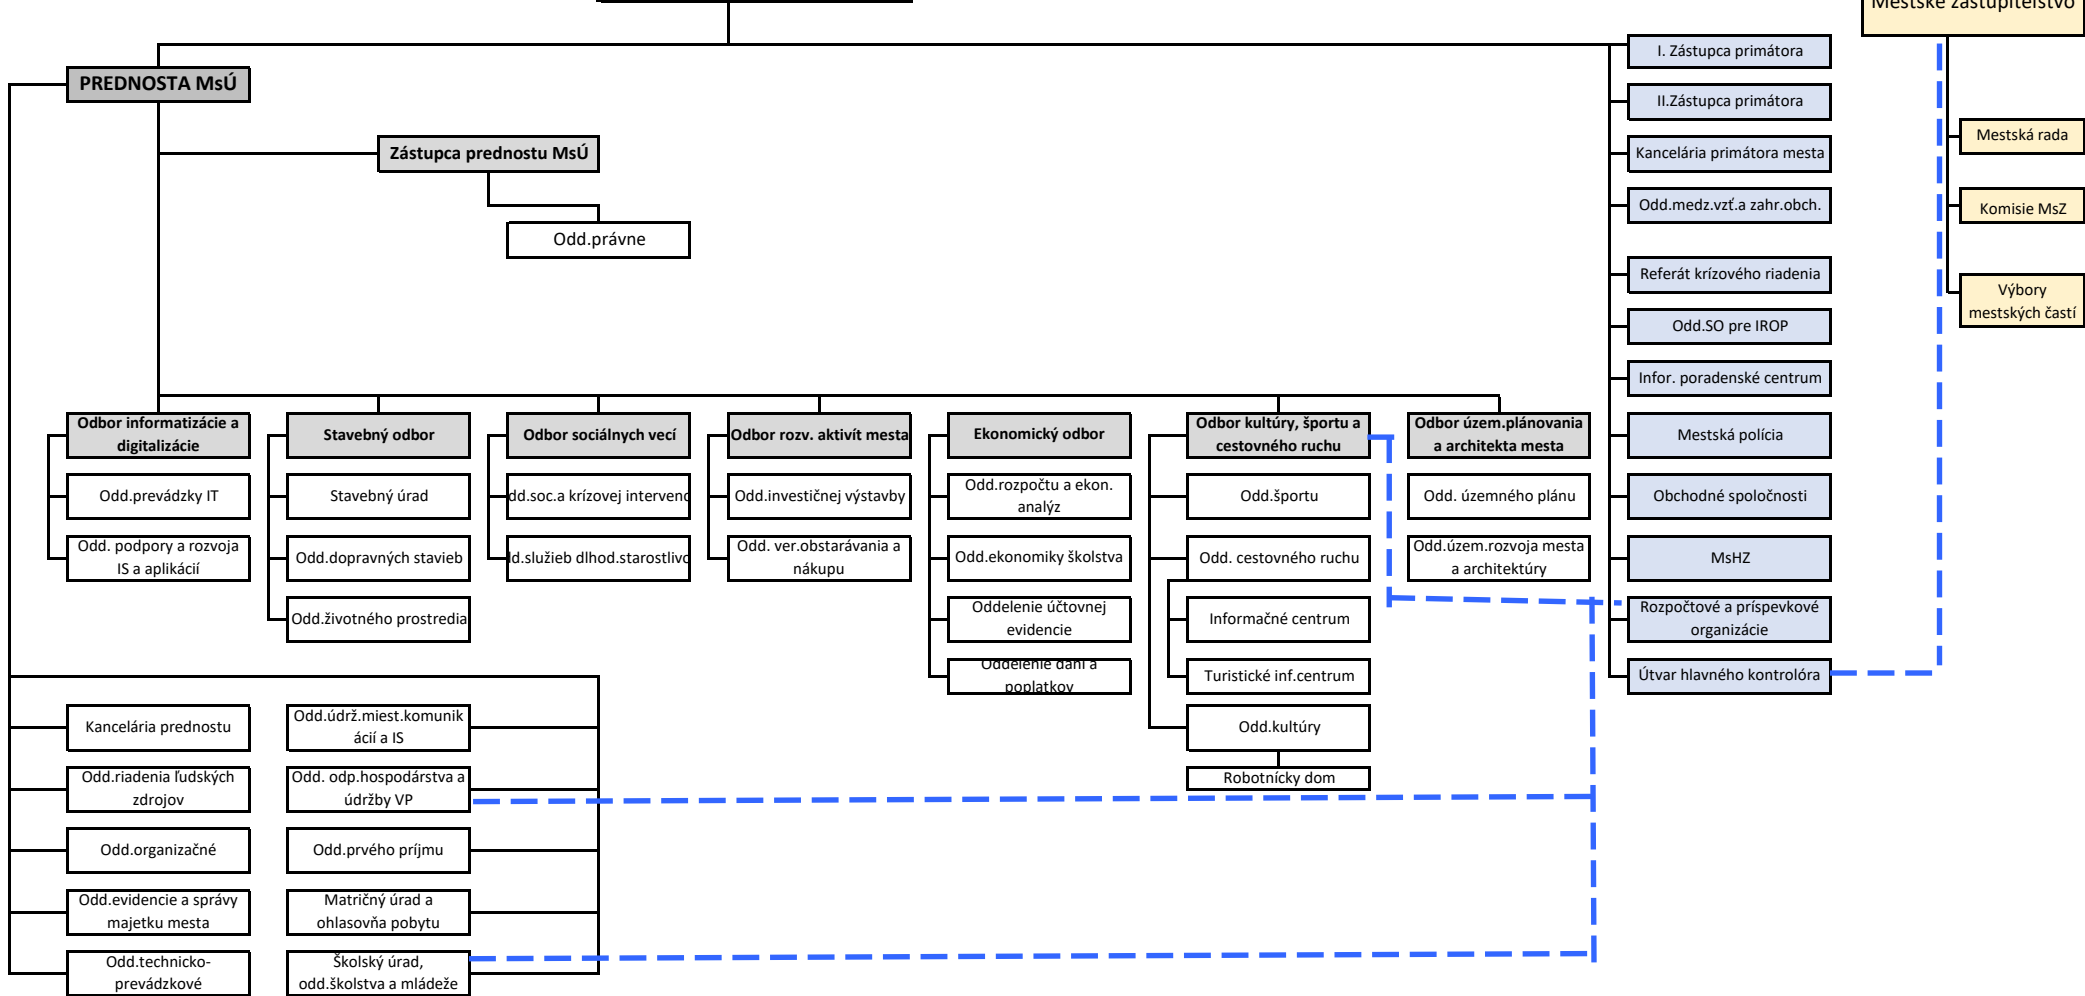 Mestské zastupiteľstvo
I. Zástupca primátora
PREDNOSTA MsÚ
II.Zástupca primátora
Mestská rada
Zástupca prednostu MsÚ
Kancelária primátora mesta
Odd.medz.vzť.a zahr.obch.
Komisie MsZ
Odd.právne
Referát krízového riadenia
Výbory
mestských častí
Odd.SO pre IROP
Infor. poradenské centrum
Odbor informatizácie a
digitalizácie
Stavebný odbor
Odbor sociálnych vecí
Odbor rozv. aktivít mesta
Ekonomický odbor
Odbor kultúry, športu a
cestovného ruchu
Odbor územ.plánovania
a architekta mesta
Mestská polícia
Odd.prevádzky IT
Stavebný úrad
dd.soc.a krízovej intervenc
Odd.investičnej výstavby
Odd.rozpočtu a ekon.
analýz
Odd.športu
Odd. územného plánu
Obchodné spoločnosti
Odd. podpory a rozvoja
IS a aplikácií
Odd.dopravných stavieb
d.služieb dlhod.starostlivo
Odd. ver.obstarávania a
nákupu
Odd.ekonomiky školstva
Odd. cestovného ruchu
Odd.územ.rozvoja mesta
a architektúry
MsHZ
Odd.životného prostredia
Oddelenie účtovnej
evidencie
Informačné centrum
Rozpočtové a príspevkové
organizácie
Oddelenie daní a
poplatkov
Turistické inf.centrum
Útvar hlavného kontrolóra
Kancelária prednostu
Odd.údrž.miest.komunik
ácií a IS
Odd.kultúry
Odd.riadenia ľudských
zdrojov
Odd. odp.hospodárstva a
údržby VP
Robotnícky dom
Odd.organizačné
Odd.prvého príjmu
Odd.evidencie a správy
majetku mesta
Matričný úrad a
ohlasovňa pobytu
Odd.technicko-
prevádzkové
Školský úrad,
odd.školstva a mládeže